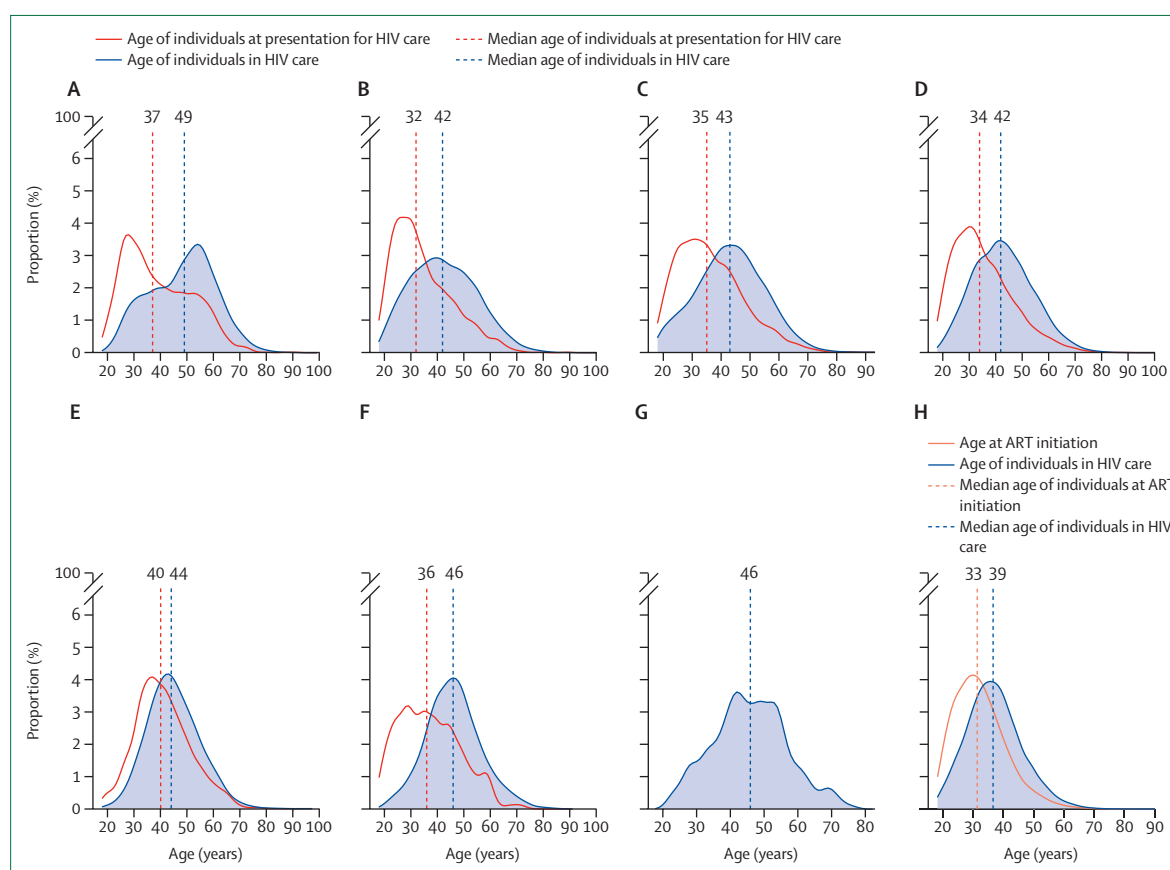 Age of individuals at presentation for HIV care
Median age of individuals at presentation for HIV care
Age of individuals in HIV care
Median age of individuals in HIV care
A
B
C
D
37 49
32 42
35 43
34 42
100
6
5
4
3
2
1
0
Proportion (%)
20 30 40 50 60 70 80 90 100
20 30 40 50 60 70 80 90 100
20 30 40 50 60 70 80 90
20 30 40 50 60 70 80 90 100
E
F
G
H
Age at ART initiation
Age of individuals in HIV care
Median age of individuals at ART
initiation
Median age of individuals in HIV
care
40 44
36 46
46
33 39
100
6
5
4
3
2
1
0
Proportion (%)
20 30 40 50 60 70 80 90 100
20 30 40 50 60 70 80 90 100
20 30 40 50 60 70 80
20 30 40 50 60 70 80 90
Age (years)
Age (years)
Age (years)
Age (years)